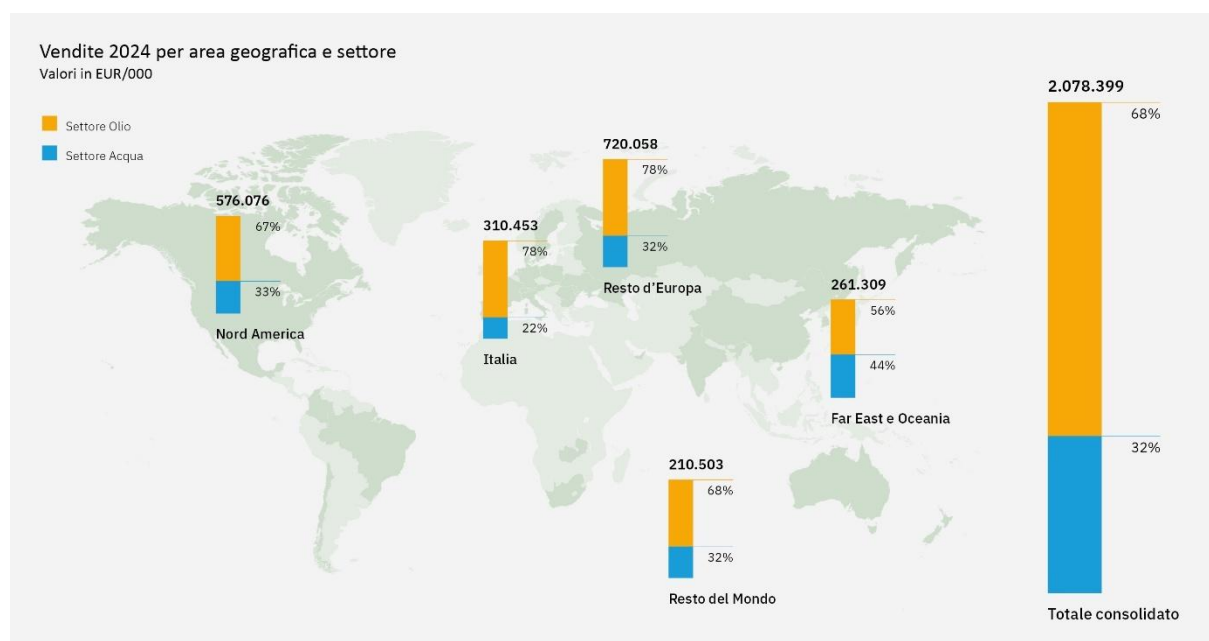 Vendite 2024 per area geografica e settore
Valori in EUR/000
Settore Olio
Settore Acqua
576.076
67%
33%
Nord America
310.453
78%
22%
Italia
720.058
78%
32%
Resto d'Europa
261.309
56%
44%
Far East e Oceania
210.503
68%
32%
Resto del Mondo
2.078.399
68%
32%
Totale consolidato